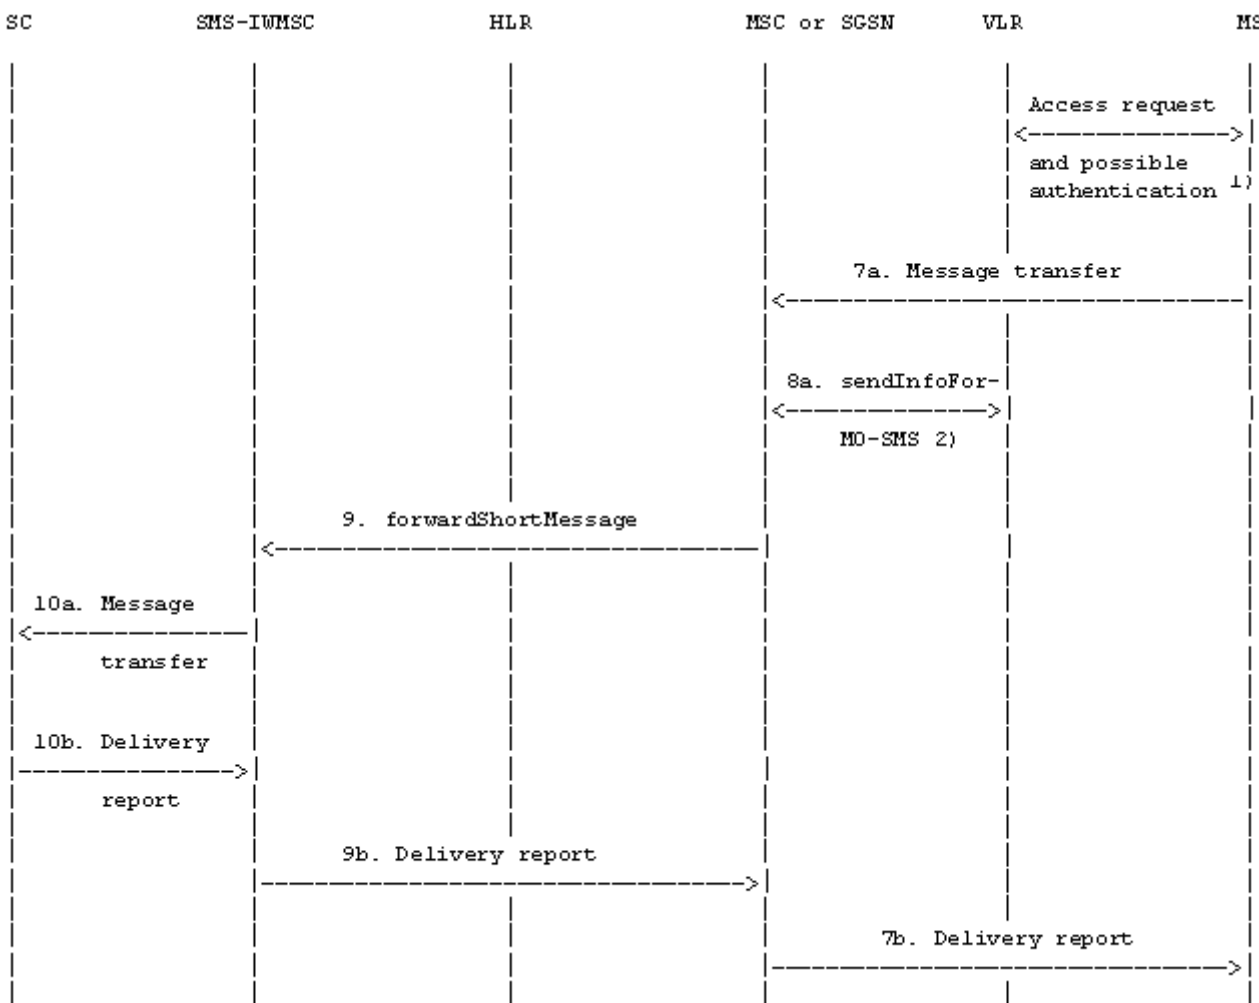 SC SMS-IWMSC HLR MSC or SGSN VLR MS
Access request
and possible
authentication 1)
7a. Message transfer
8a. sendInfoFor-
MO-SMS 2)
9. forwardShortMessage
10a. Message
transfer
10b. Delivery
report
9b. Delivery report
7b. Delivery report